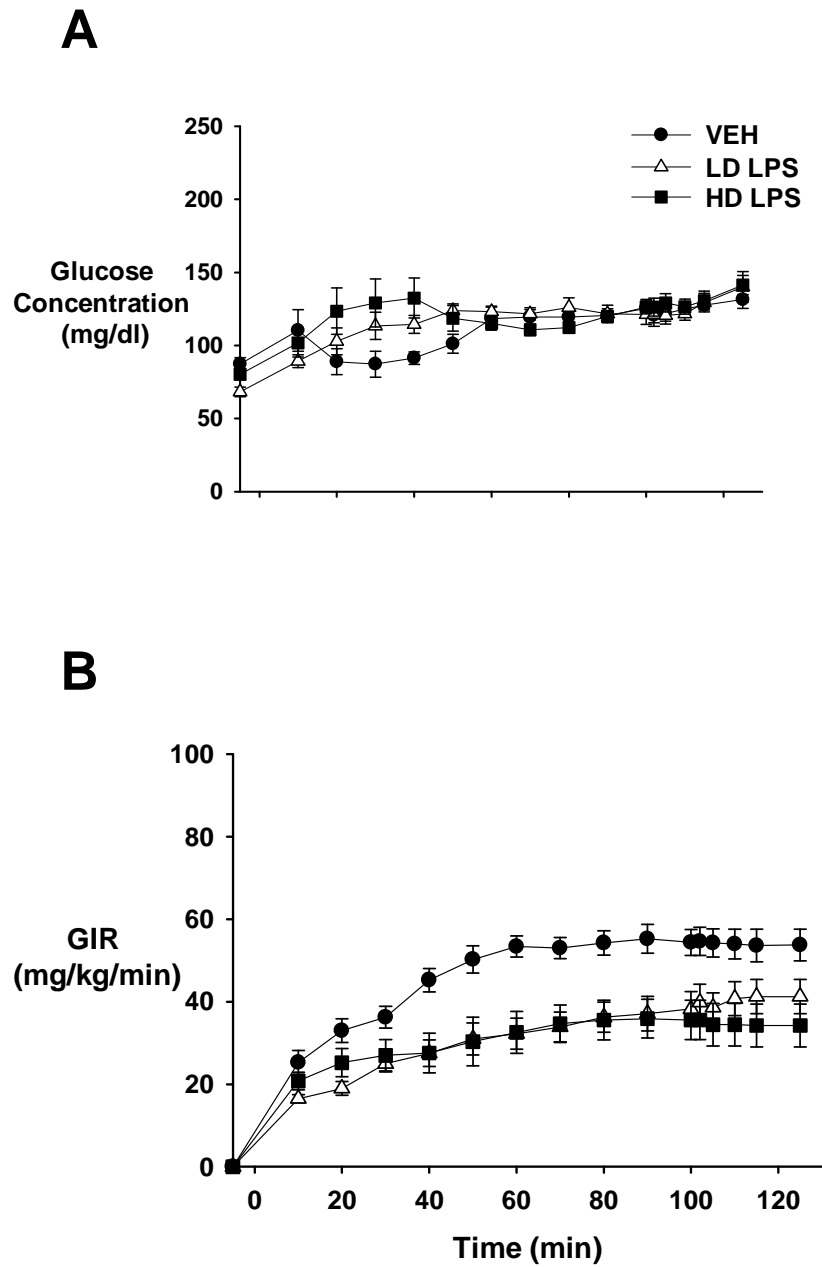 A
250
200
150
100
50
0
Glucose
Concentration
(mg/dl)
VEH
LD LPS
HD LPS
B
100
80
60
40
20
0
GIR
(mg/kg/min)
0 20 40 60 80 100 120
Time (min)